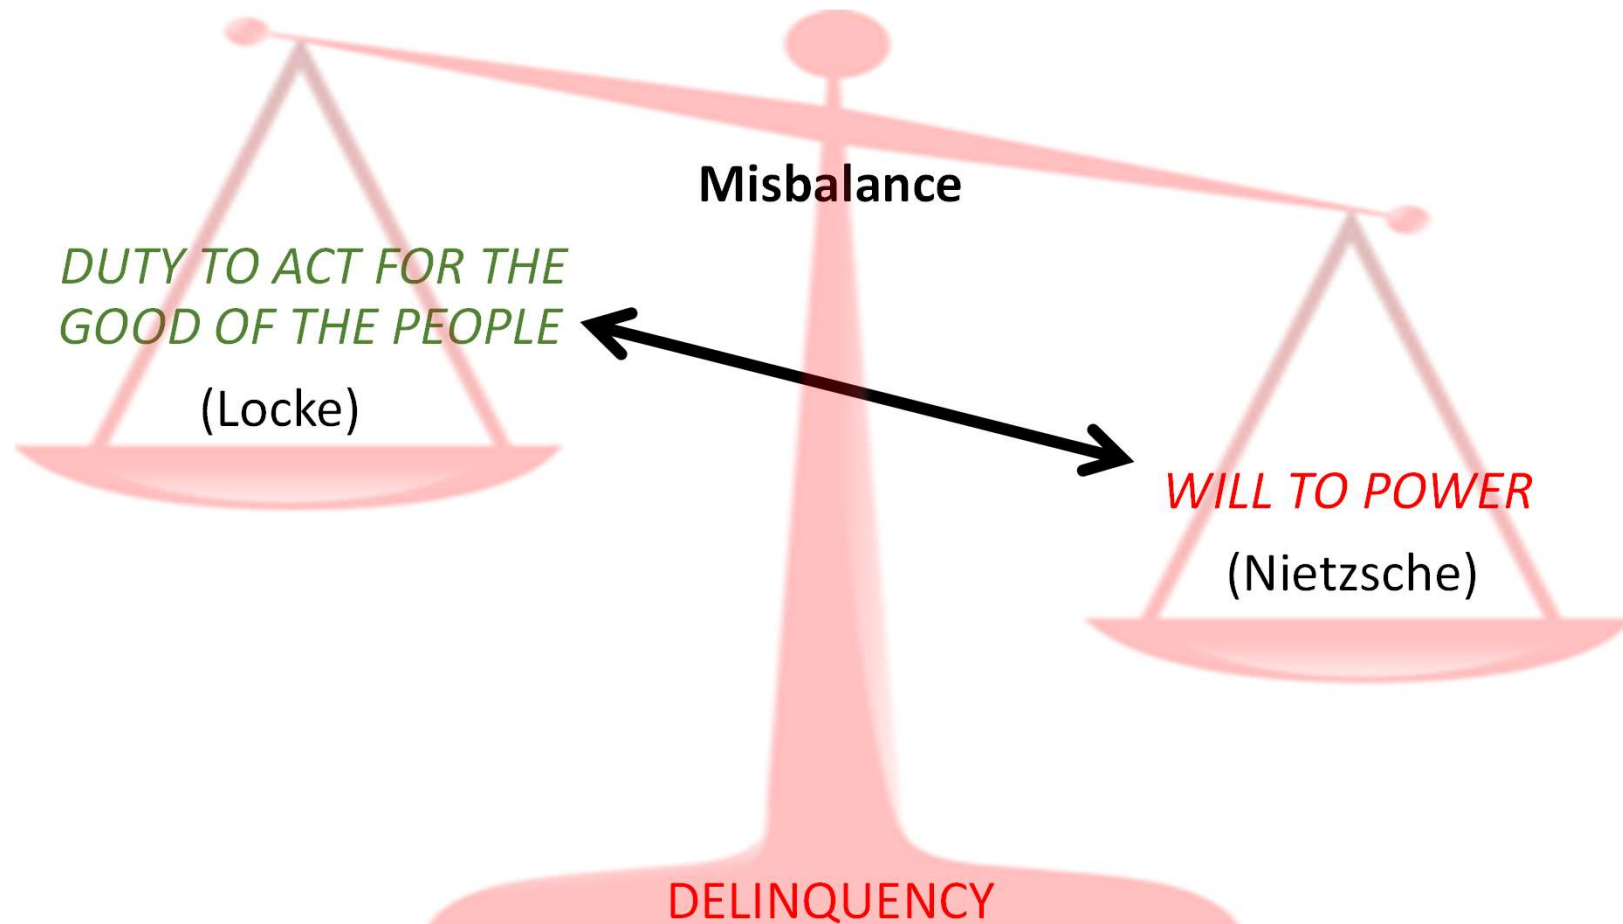 Misbalance
DUTY TO ACT FOR THE
GOOD OF THE PEOPLE
(Locke)
WILL TO POWER
(Nietzsche)
DELINQUENCY